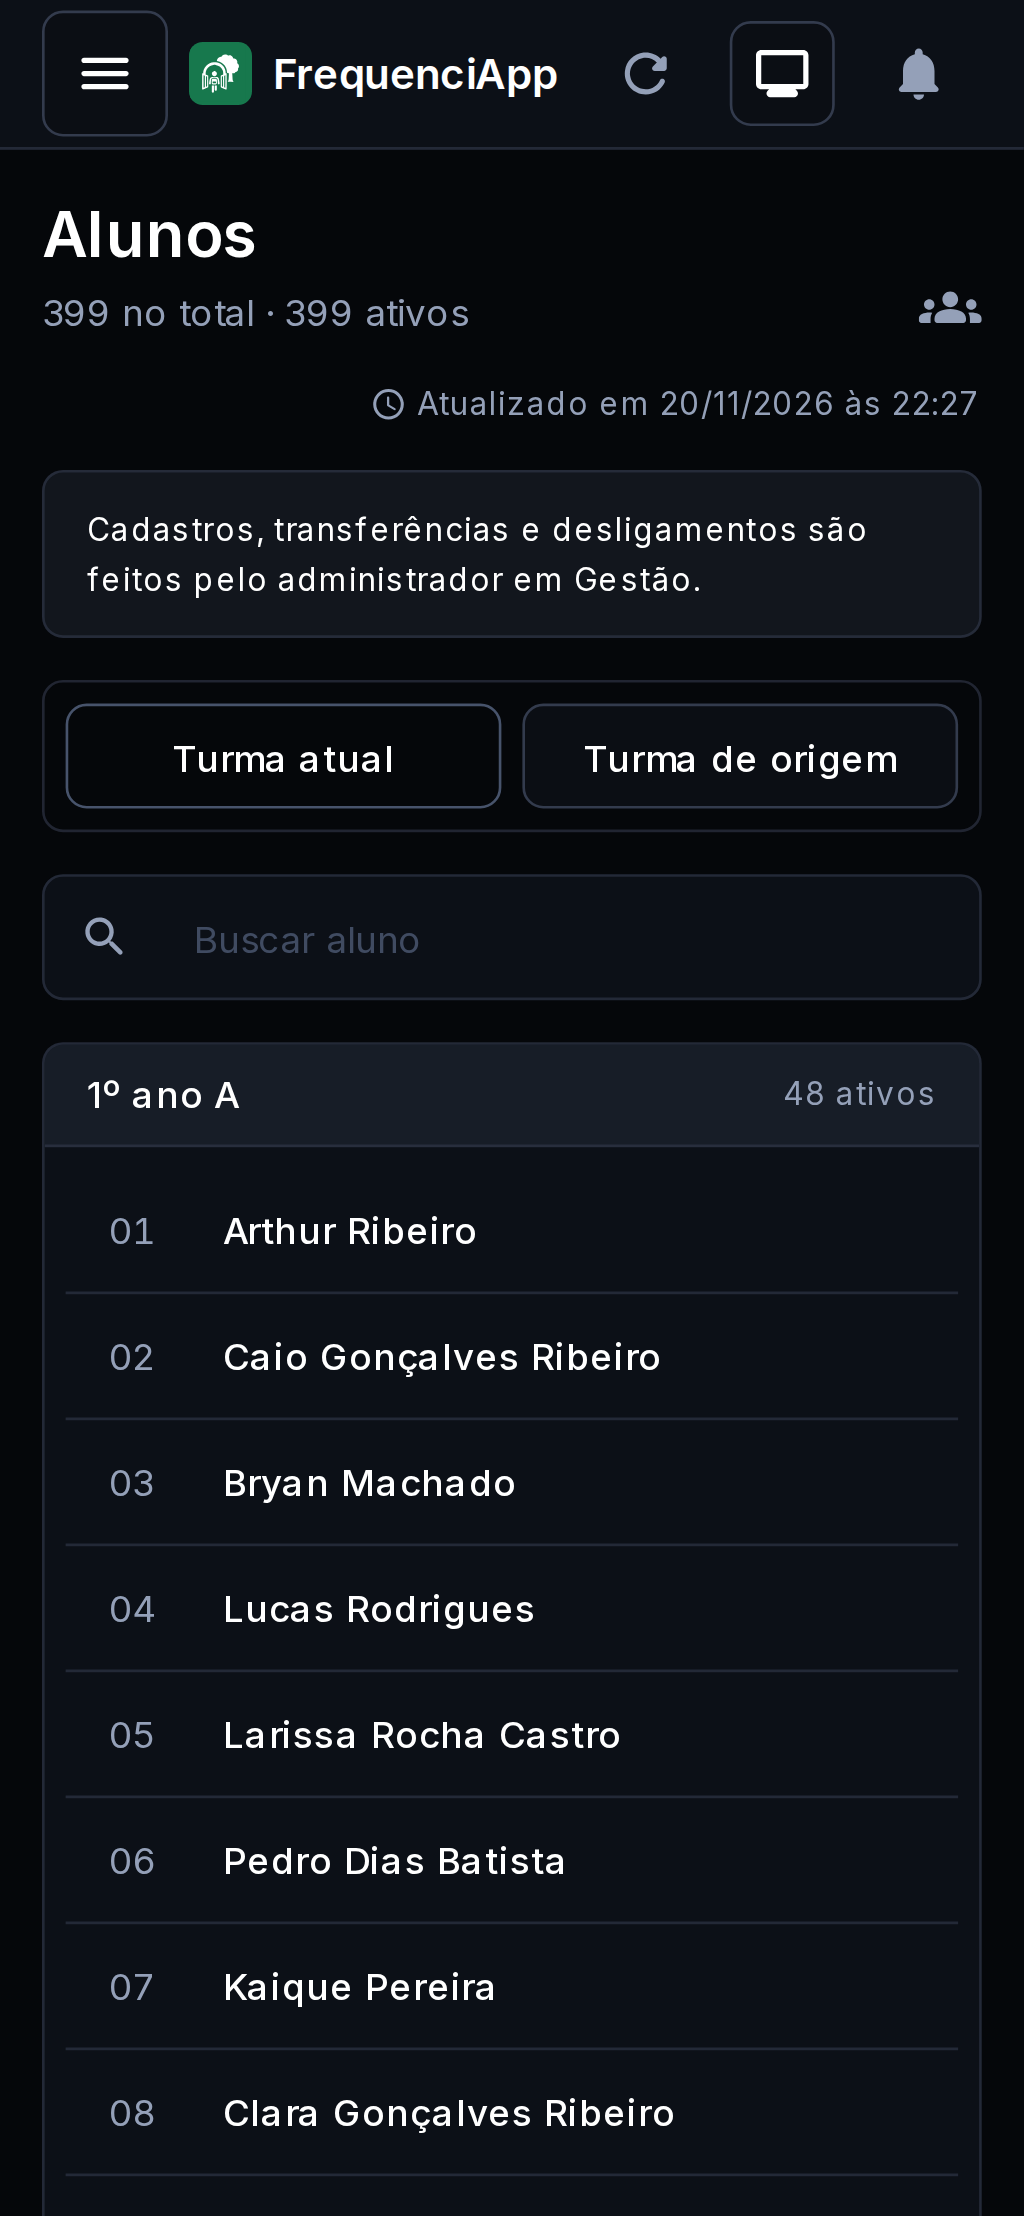 FrequenciApp
Alunos
399 no total · 399 ativos
Atualizado em 20/11/2026 às 22:27
Cadastros, transferências e desligamentos são
feitos pelo administrador em Gestão.
Turma atual
Turma de origem
Buscar aluno
1º ano A
48 ativos
01 Arthur Ribeiro
02 Caio Gonçalves Ribeiro
03 Bryan Machado
04 Lucas Rodrigues
05 Larissa Rocha Castro
06 Pedro Dias Batista
07 Kaique Pereira
08 Clara Gonçalves Ribeiro